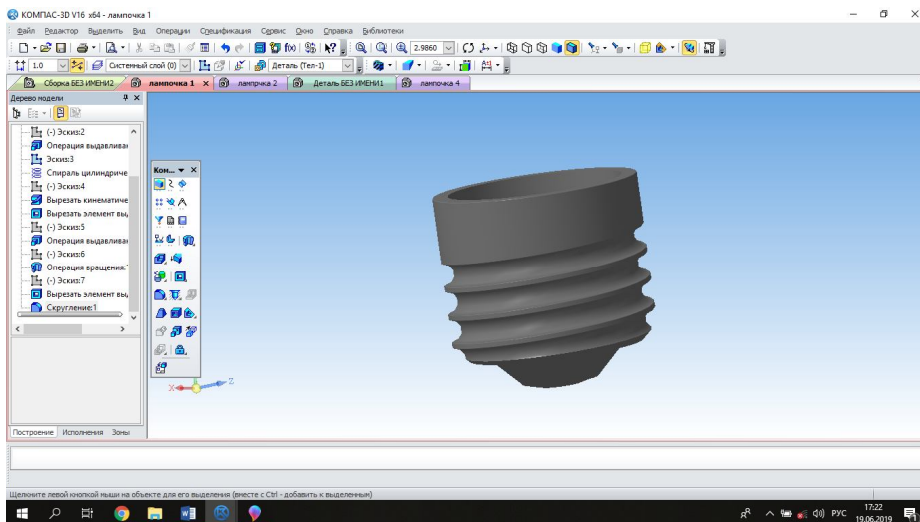 КОМПАС-3D V16 x64 - лампочка 1
Файл Редактор Выделить Вид Операции Спецификация Сервис Окно Справка Библиотеки
2.9860
1.0 Системный слой (0) Деталь (Тел-1)
Сборка БЕЗ ИМЕНИ2 лампочка 1 лампрчка 2 Деталь БЕЗ ИМЕНИ1 лампочка 4
Дерево модели
(-) Эскиз:2
Операция выдавливан
Эскиз:3
Спираль цилиндриче
(-) Эскиз:4
Вырезать кинематиче
Вырезать элемент вы
(-) Эскиз:5
Операция выдавливан
(-) Эскиз:6
Операция вращения:
(-) Эскиз:7
Вырезать элемент вы
Скругление:1
Ком...
X
Z
Построение Исполнения Зоны
Щелкните левой кнопкой мыши на объекте для его выделения (вместе с Ctrl - добавить к выделенным)
РУС
17:22
19.06.2019